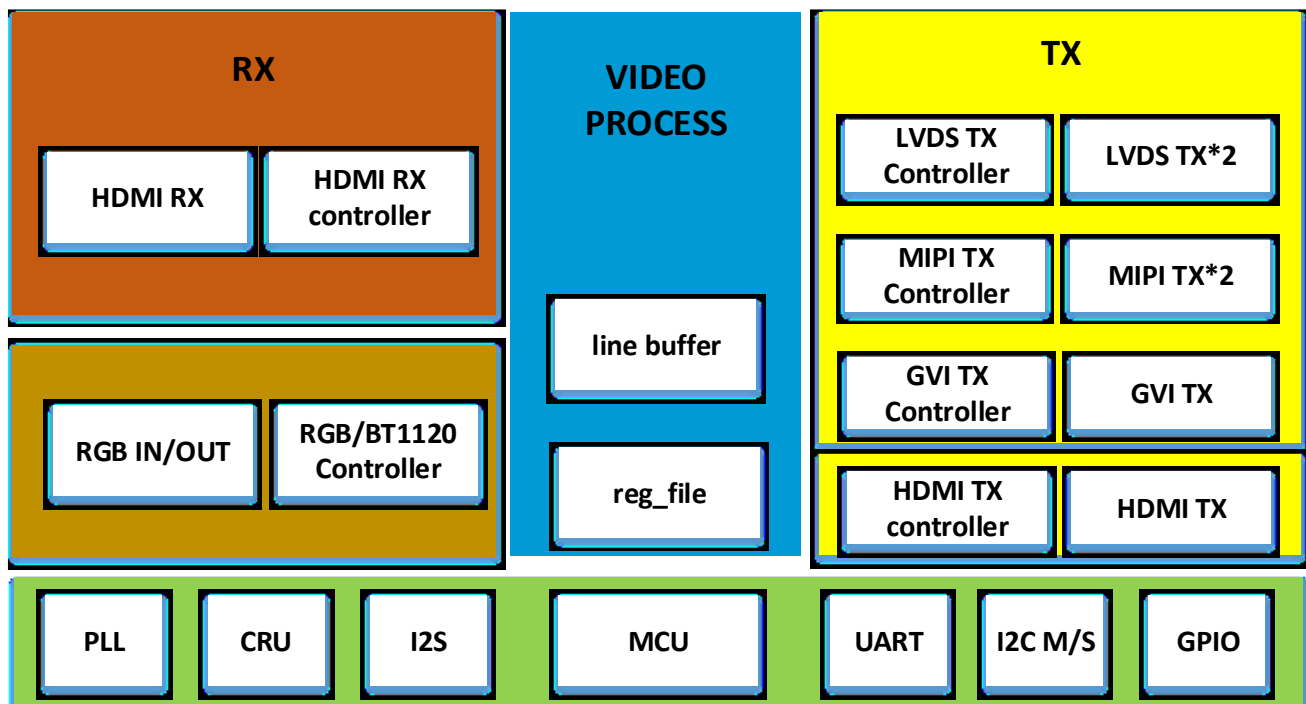 RX
HDMI RX
HDMI RX
controller
RGB IN/OUT
RGB/BT1120
Controller
VIDEO
PROCESS
line buffer
reg_file
TX
LVDS TX
Controller
LVDS TX*2
MIPI TX
Controller
MIPI TX*2
GVI TX
Controller
GVI TX
HDMI TX
controller
HDMI TX
PLL
CRU
I2S
MCU
UART
I2C M/S
GPIO